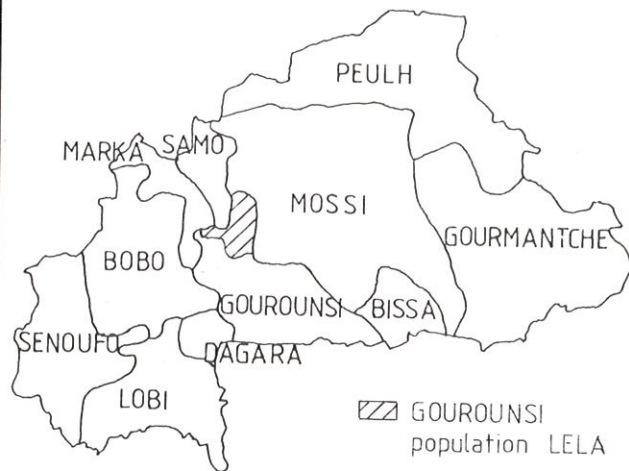 PEULH
MARKA
SAMO
MOSSI
GOURMANTCHE
BOBO
GOUROUNSI
BISSA
SENOUFO
DAGARA
LOBI
GOUROUNSI
population LELA